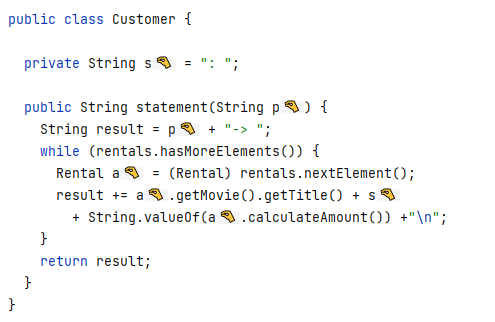 public class Customer {
private String s = ": ";
public String statement(String p) {
String result = p + "-> ";
while (rentals.hasMoreElements()) {
Rental a = (Rental) rentals.nextElement();
result += a.getMovie().getTitle() + s
+ String.valueOf(a.calculateAmount()) +"\n";
}
return result;
}
}